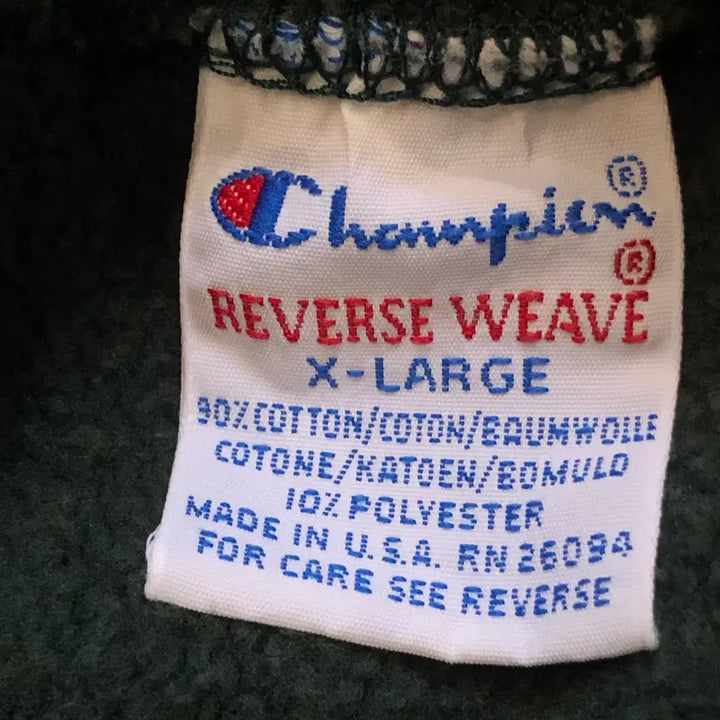 Champion ®
REVERSE WEAVE ®
X-LARGE
90% COTTON/COTON/BAUMWOLLE
COTONE/KATOEN/BOMULD
10% POLYESTER
MADE IN U.S.A. RN 26094
FOR CARE SEE REVERSE